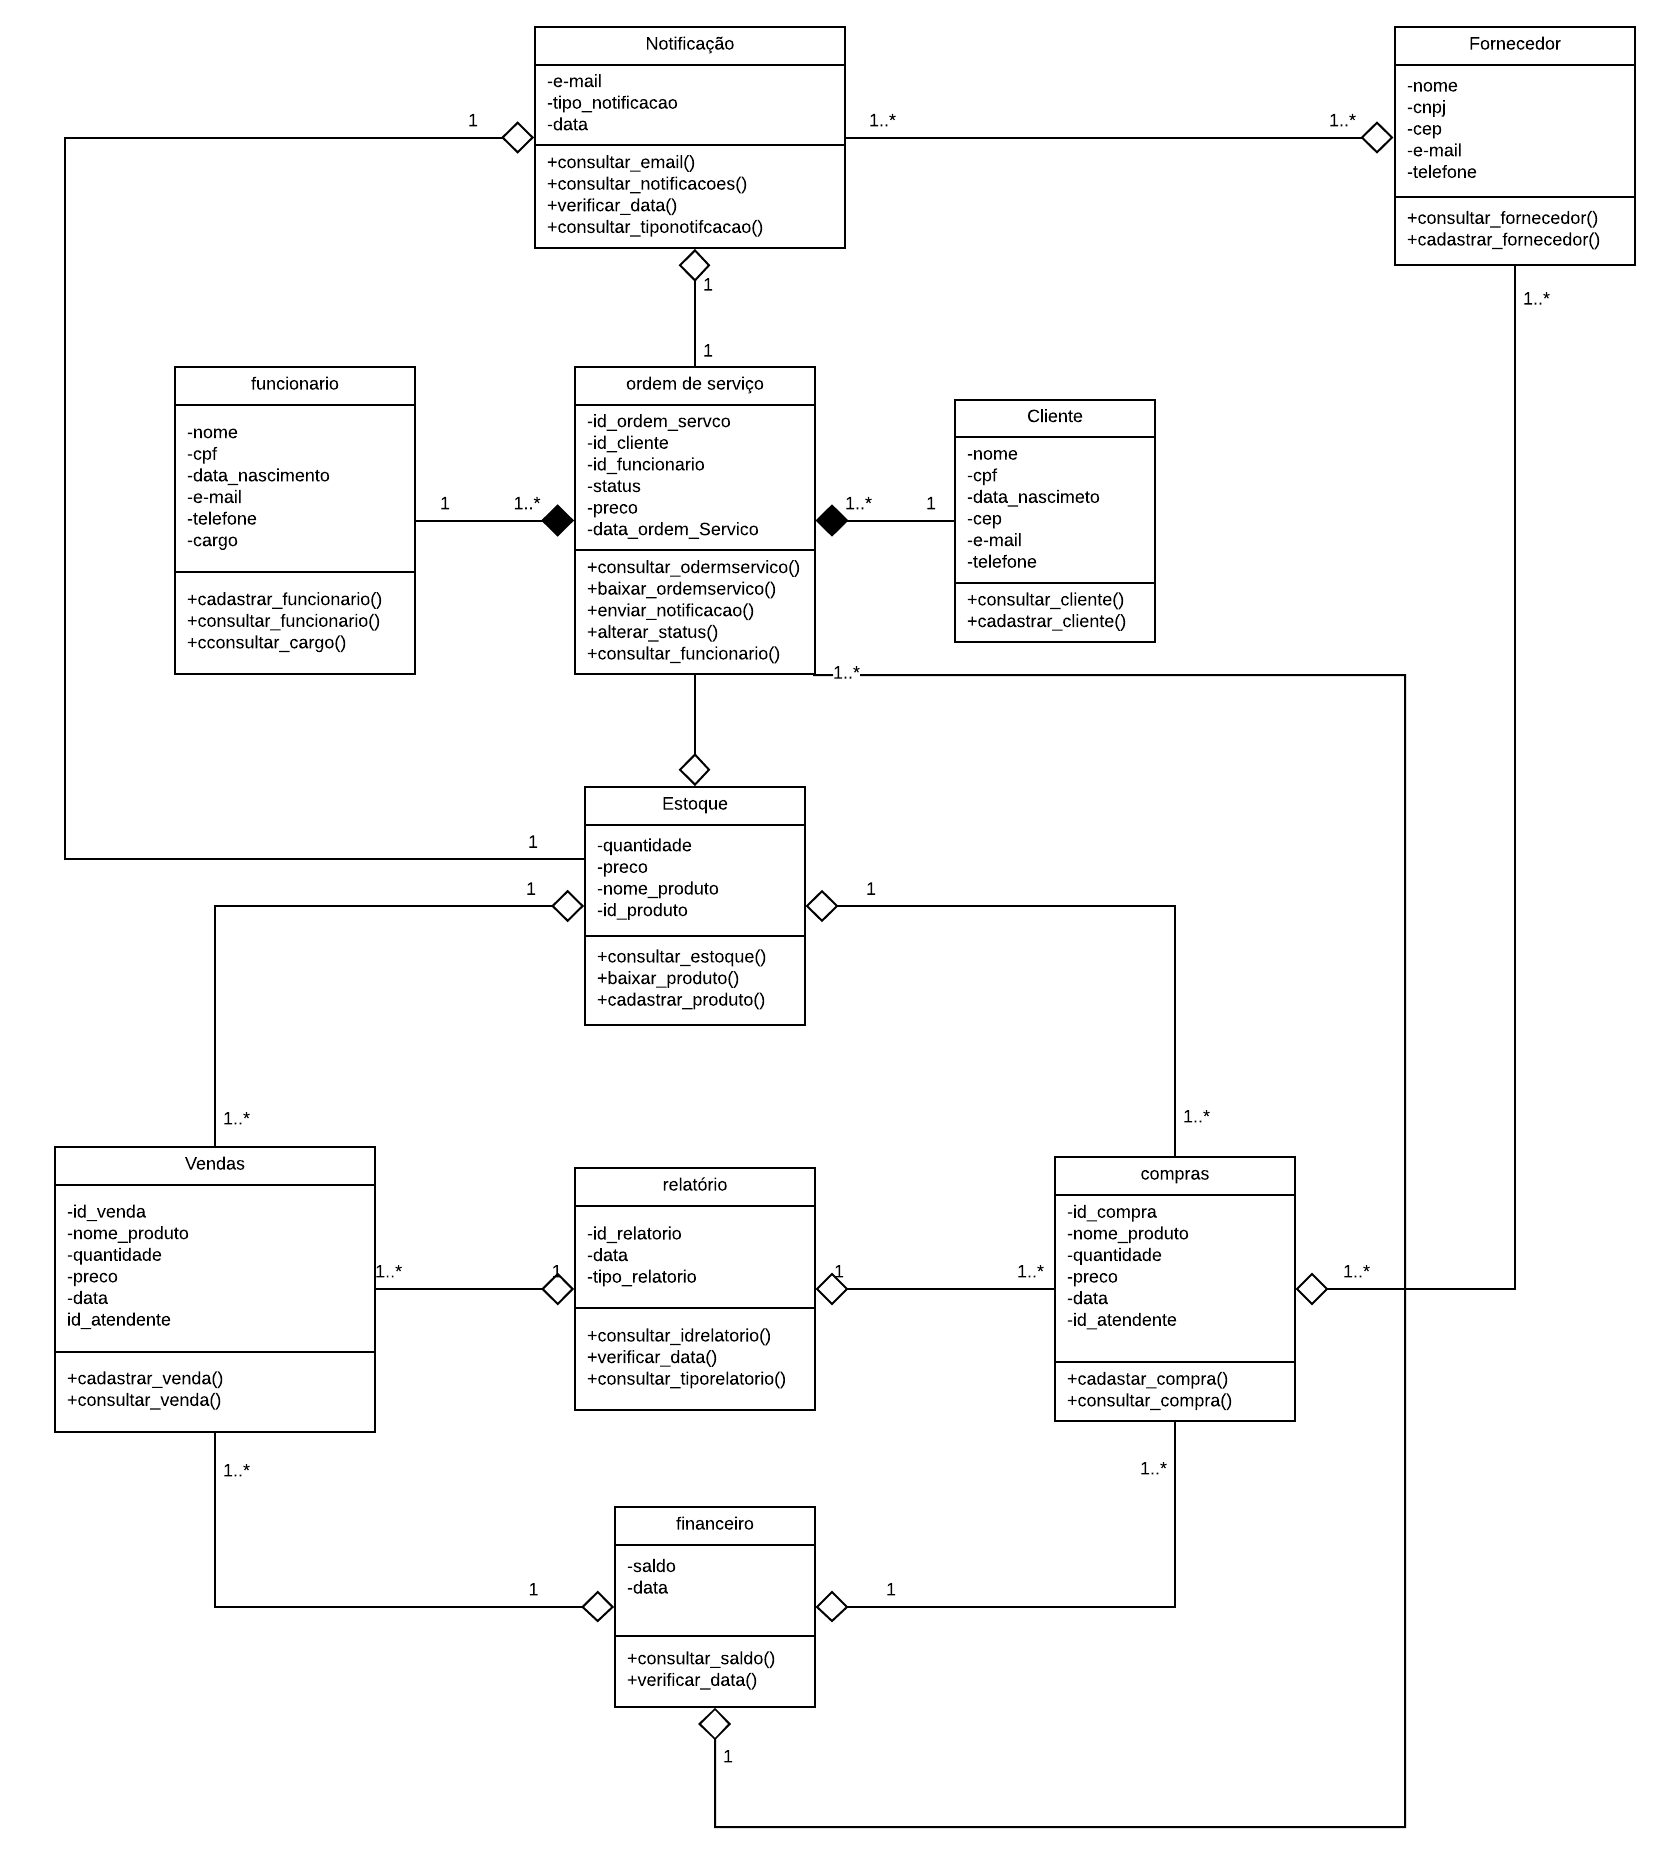 Notificação
-e-mail
-tipo_notificacao
-data
+consultar_email()
+consultar_notificacoes()
+verificar_data()
+consultar_tiponotifcacao()
Fornecedor
-nome
-cnpj
-cep
-e-mail
-telefone
+consultar_fornecedor()
+cadastrar_fornecedor()
1
1..*
1..*
1
1..*
1
funcionario
-nome
-cpf
-data_nascimento
-e-mail
-telefone
-cargo
+cadastrar_funcionario()
+consultar_funcionario()
+cconsultar_cargo()
1
1..*
ordem de serviço
-id_ordem_servco
-id_cliente
-id_funcionario
-status
-preco
-data_ordem_Servico
+consultar_odermservico()
+baixar_ordemservico()
+enviar_notificacao()
+alterar_status()
+consultar_funcionario()
1..*
1
Cliente
-nome
-cpf
-data_nascimeto
-cep
-e-mail
-telefone
+consultar_cliente()
+cadastrar_cliente()
1..*
Estoque
-quantidade
-preco
-nome_produto
-id_produto
+consultar_estoque()
+baixar_produto()
+cadastrar_produto()
1
1
1
1..*
1..*
Vendas
-id_venda
-nome_produto
-quantidade
-preco
-data
id_atendente
+cadastrar_venda()
+consultar_venda()
1..*
1
relatório
-id_relatorio
-data
-tipo_relatorio
+consultar_idrelatorio()
+verificar_data()
+consultar_tiporelatorio()
1
1..*
compras
-id_compra
-nome_produto
-quantidade
-preco
-data
-id_atendente
+cadastar_compra()
+consultar_compra()
1..*
1..*
1..*
financeiro
-saldo
-data
+consultar_saldo()
+verificar_data()
1
1
1